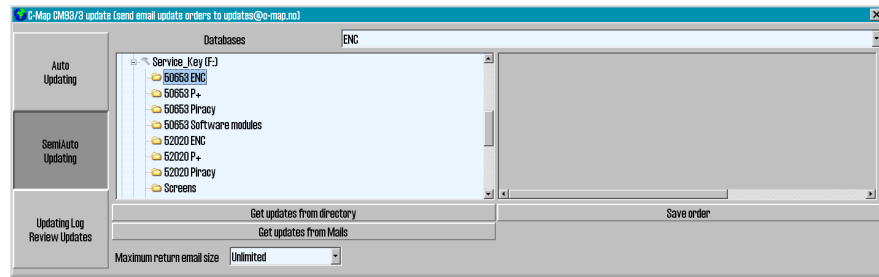 C-Map CM93/3 update (send email update orders to updates@c-map.no)
Databases
ENC
Auto
Updating
SemiAuto
Updating
Updating Log
Review Updates
Service_Key (F:)
50653 ENC
50653 P+
50653 Piracy
50653 Software modules
52020 ENC
52020 P+
52020 Piracy
Screens
Get updates from directory
Save order
Get updates from Mails
Maximum return email size
Unlimited